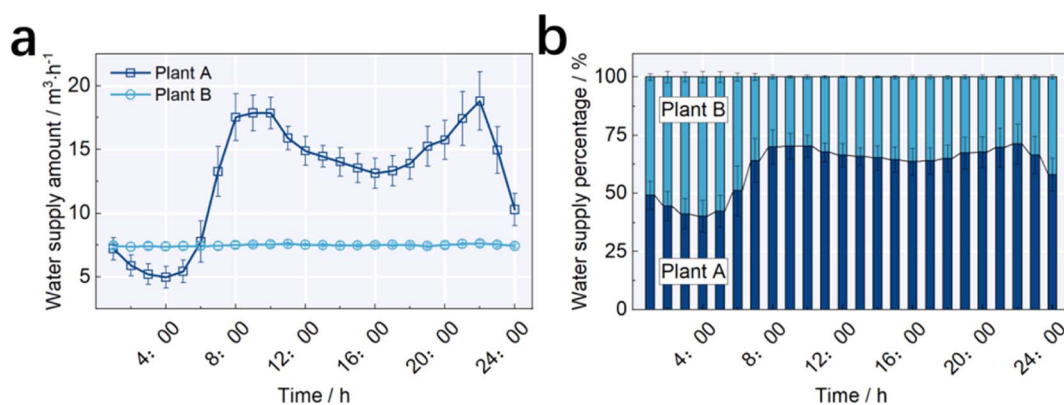 a
Water supply amount / m³·h⁻¹
20
15
10
5
Plant A
Plant B
4: 00
8: 00
12: 00
16: 00
20: 00
24: 00
Time / h
b
Water supply percentage / %
100
75
50
25
0
Plant B
Plant A
4: 00
8: 00
12: 00
16: 00
20: 00
24: 00
Time / h